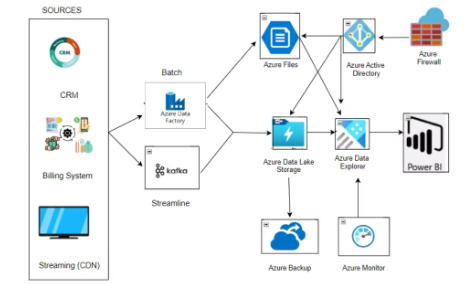 SOURCES
CRM
CRM
Billing System
Streaming (CDN)
Batch
Azure Data
Factory
kafka
Streamline
Azure Files
Azure Active
Directory
Azure
Firewall
Azure Data Lake
Storage
Azure Data
Explorer
Power BI
Azure Backup
Azure Monitor